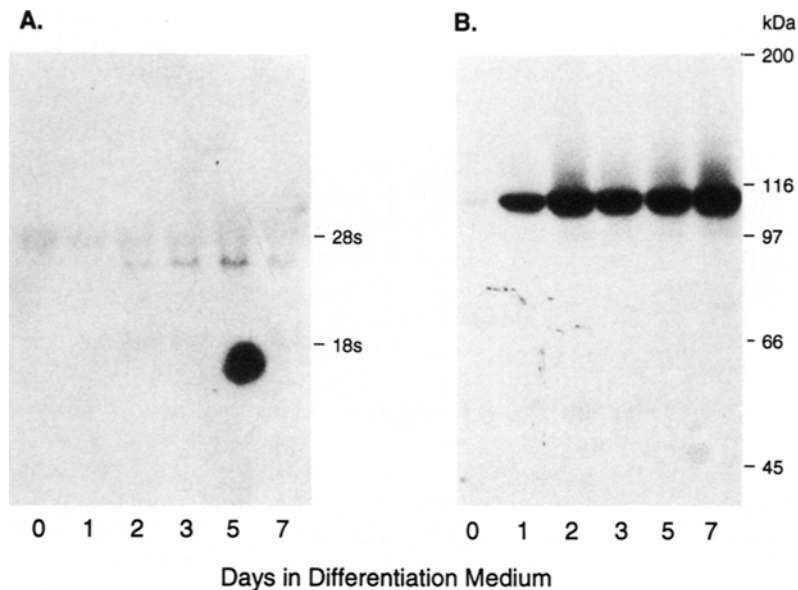 A.
B.
kDa
200
116
28s
97
18s
66
45
0 1 2 3 5 7
0 1 2 3 5 7
Days in Differentiation Medium